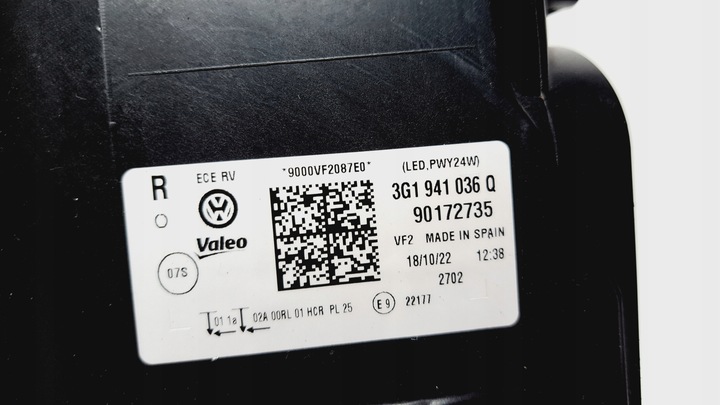 R
ECE RV
*9000VF2087E0*
(LED,PWY24W)
3G1 941 036 Q
Valeo
90172735
VF2 MADE IN SPAIN
07S
18/10/22 12:38
2702
01 1a 02A 00RL 01 HCR PL 25 E9 22177